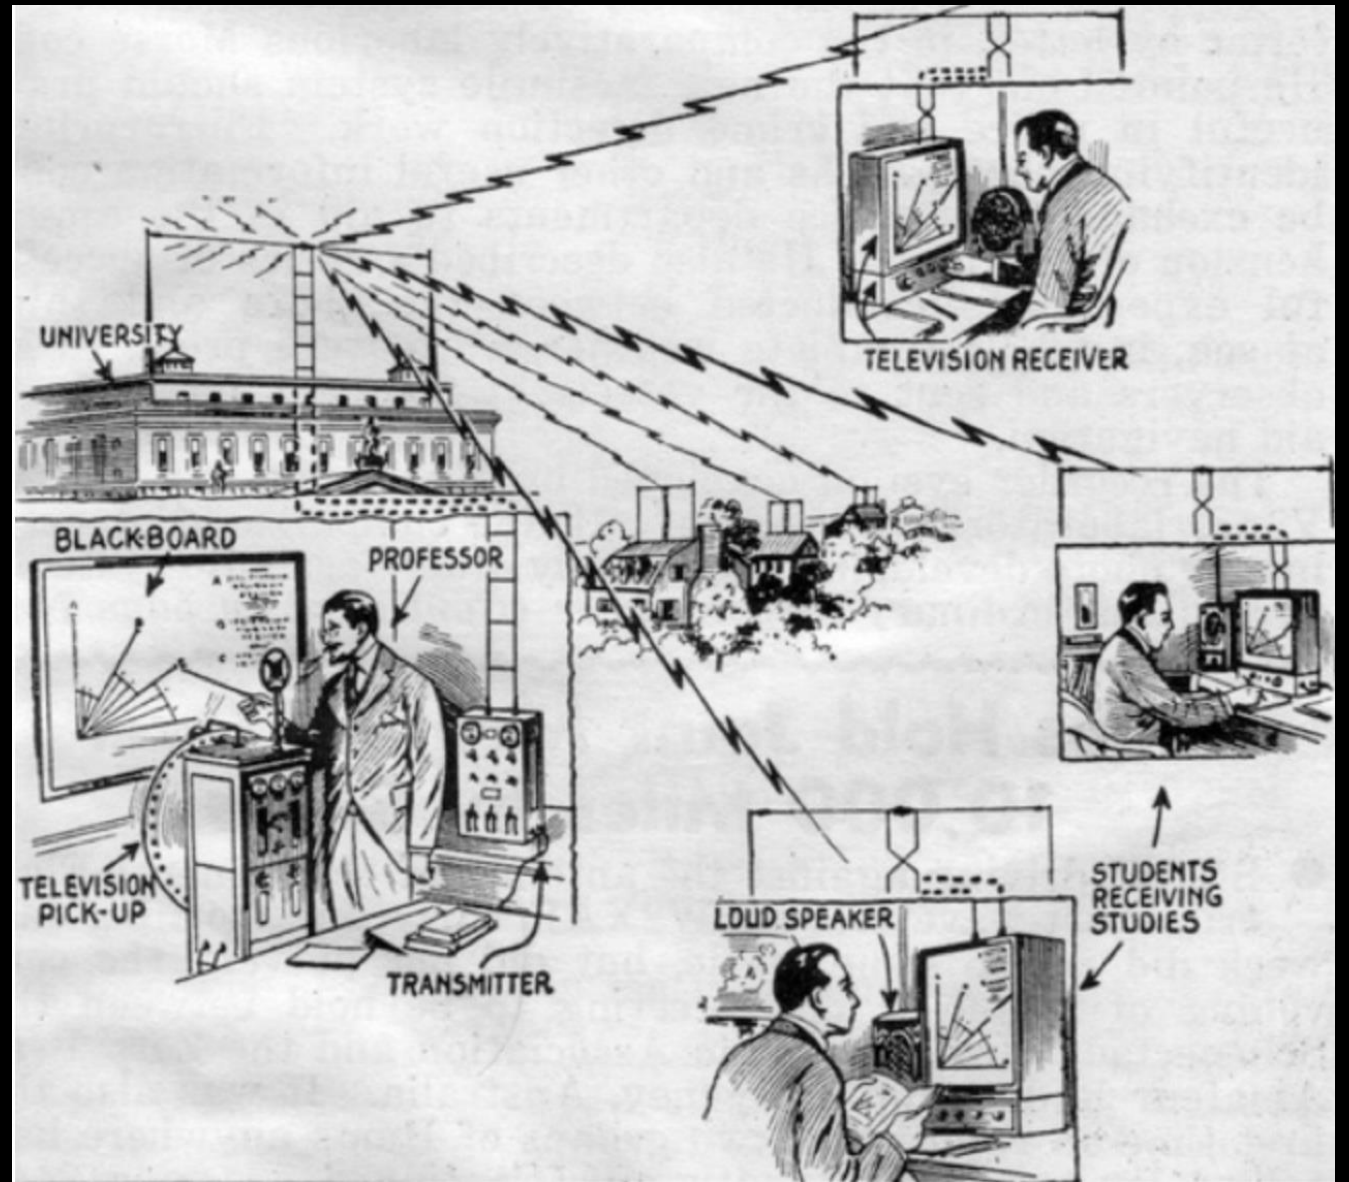 UNIVERSITY
BLACKBOARD
PROFESSOR
TELEVISION
PICK-UP
TRANSMITTER
TELEVISION RECEIVER
STUDENTS
RECEIVING
STUDIES
LOUD SPEAKER